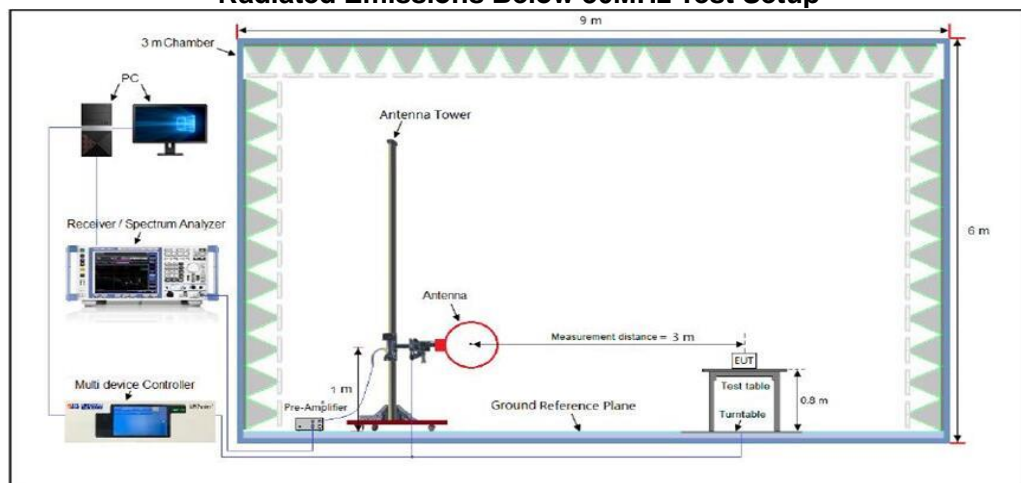 Radiated Emissions Below 30MHz Test Setup
9 m
3 m Chamber
PC
Antenna Tower
Receiver / Spectrum Analyzer
6 m
Antenna
Measurement distance = 3 m
EUT
Multi device Controller
1 m
Test table
0.8 m
Pre-Amplifier
Ground Reference Plane
Turntable